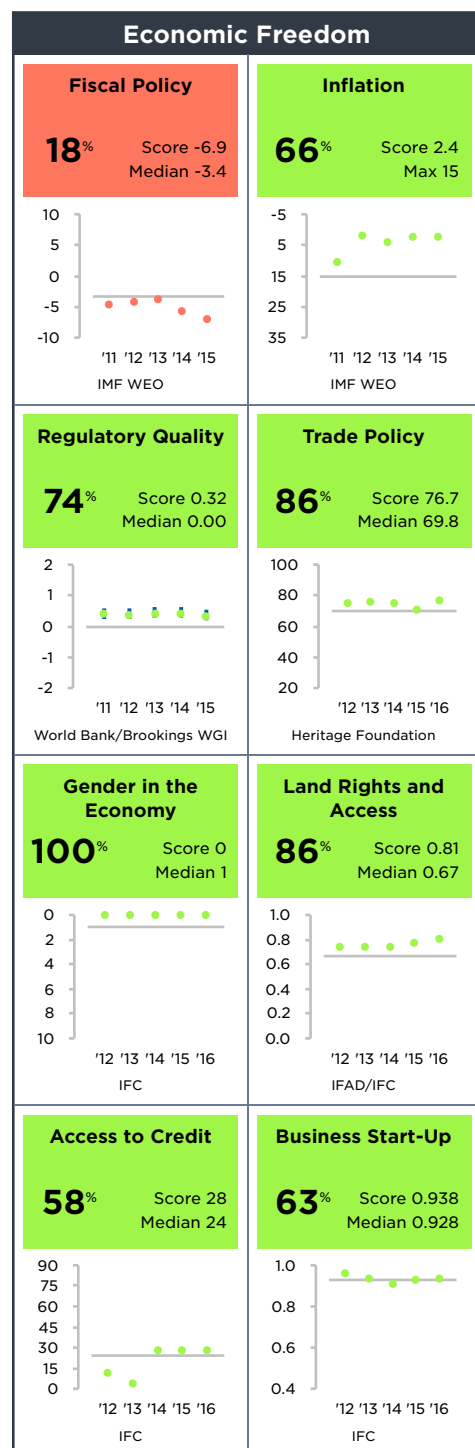 Economic Freedom
Fiscal Policy
18%
Score -6.9
Median -3.4
10
5
0
-5
-10
'11 '12 '13 '14 '15
IMF WEO
Inflation
66%
Score 2.4
Max 15
-5
5
15
25
35
'11 '12 '13 '14 '15
IMF WEO
Regulatory Quality
74%
Score 0.32
Median 0.00
2
1
0
-1
-2
'11 '12 '13 '14 '15
World Bank/Brookings WGI
Trade Policy
86%
Score 76.7
Median 69.8
100
80
60
40
20
'12 '13 '14 '15 '16
Heritage Foundation
Gender in the
Economy
100%
Score 0
Median 1
0
2
4
6
8
10
'12 '13 '14 '15 '16
IFC
Land Rights and
Access
86%
Score 0.81
Median 0.67
1.0
0.8
0.6
0.4
0.2
0.0
'12 '13 '14 '15 '16
IFAD/IFC
Access to Credit
58%
Score 28
Median 24
90
75
60
45
30
15
0
'12 '13 '14 '15 '16
IFC
Business Start-Up
63%
Score 0.938
Median 0.928
1.0
0.8
0.6
0.4
'12 '13 '14 '15 '16
IFC